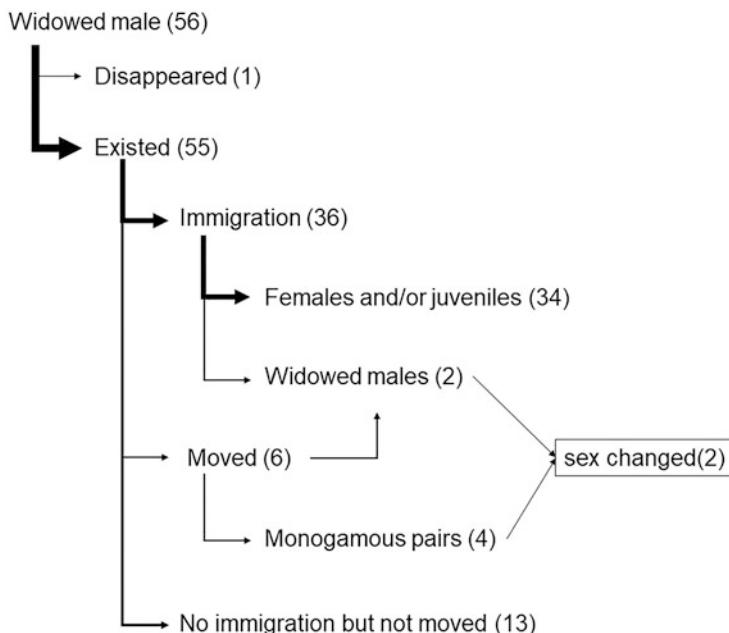 Widowed male (56)
Disappeared (1)
Existed (55)
Immigration (36)
Females and/or juveniles (34)
Widowed males (2)
sex changed(2)
Moved (6)
Monogamous pairs (4)
No immigration but not moved (13)